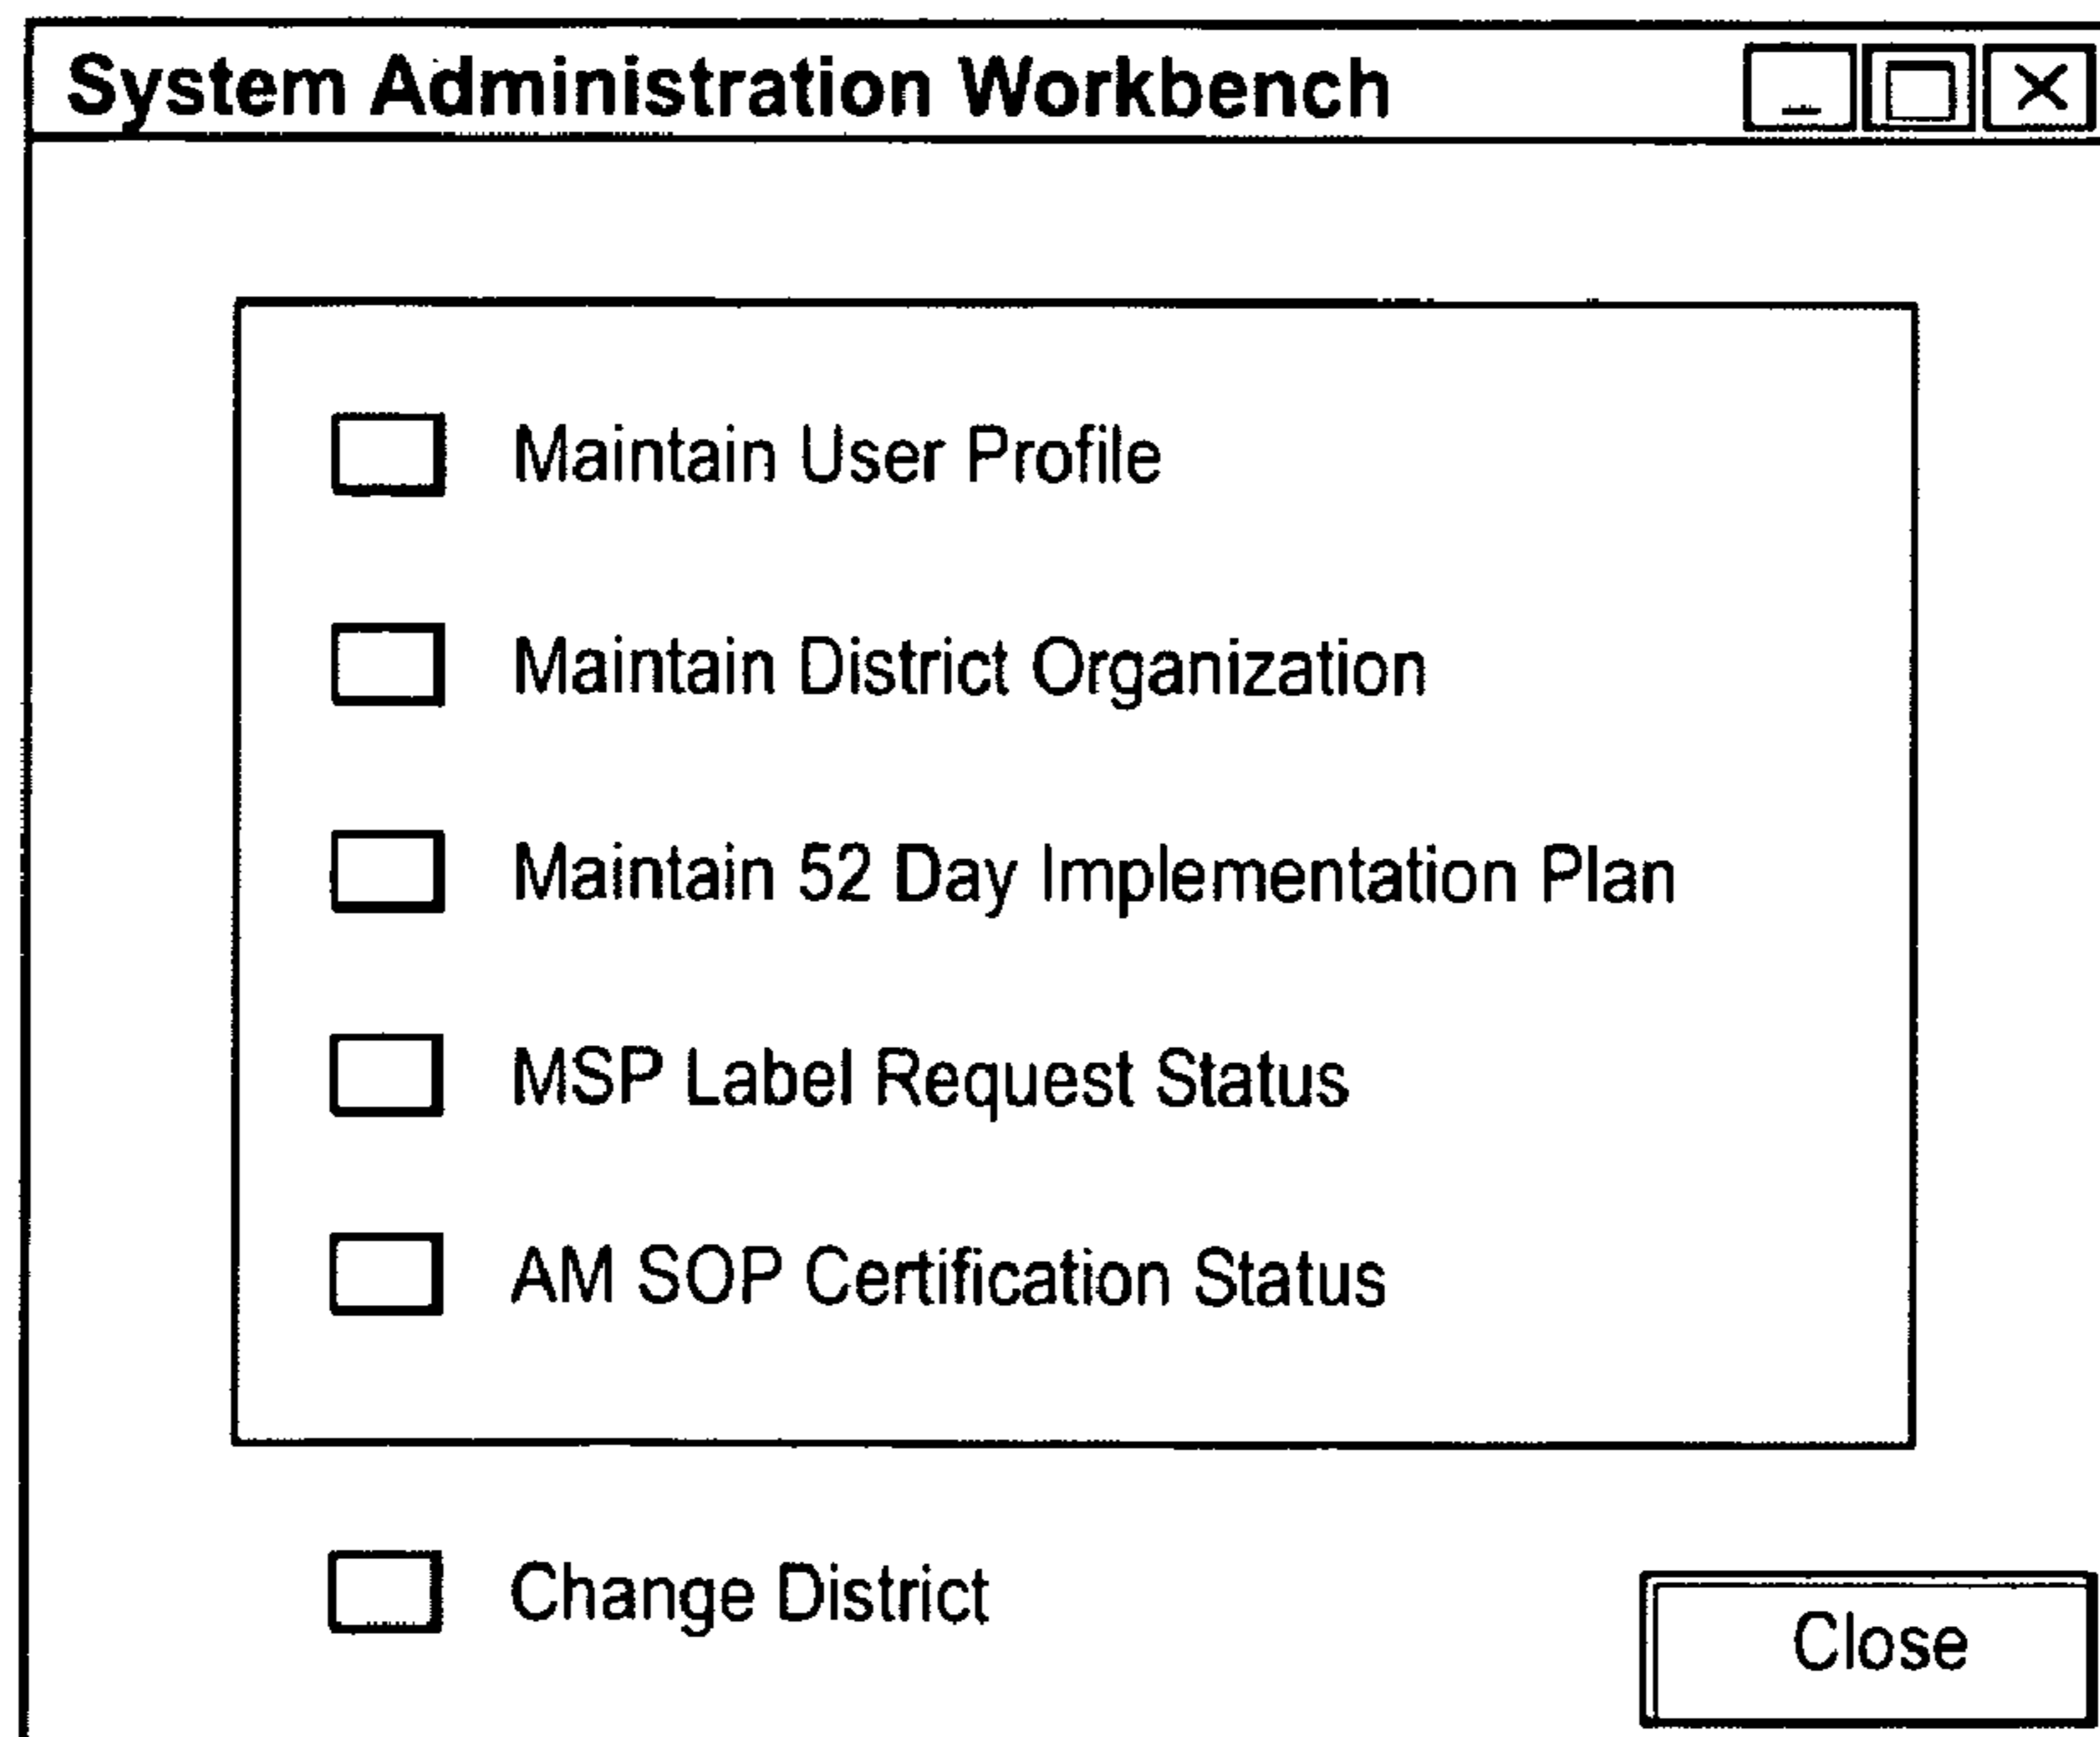 System Administration Workbench
Maintain User Profile
Maintain District Organization
Maintain 52 Day Implementation Plan
MSP Label Request Status
AM SOP Certification Status
Change District
Close